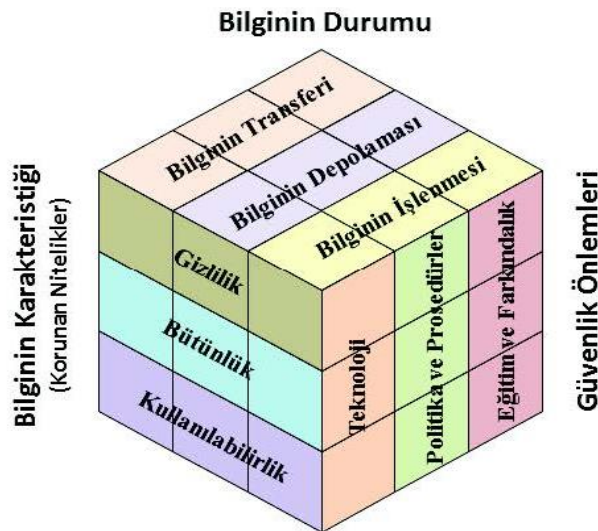 Bilginin Durumu
Bilginin Transferi
Bilginin Depolaması
Bilginin İşlenmesi
Bilginin Karakteristiği
(Korunan Nitelikler)
Gizlilik
Bütünlük
Kullanılabilirlik
Teknoloji
Politika ve Prosedürler
Eğitim ve Farkındalık
Güvenlik Önlemleri